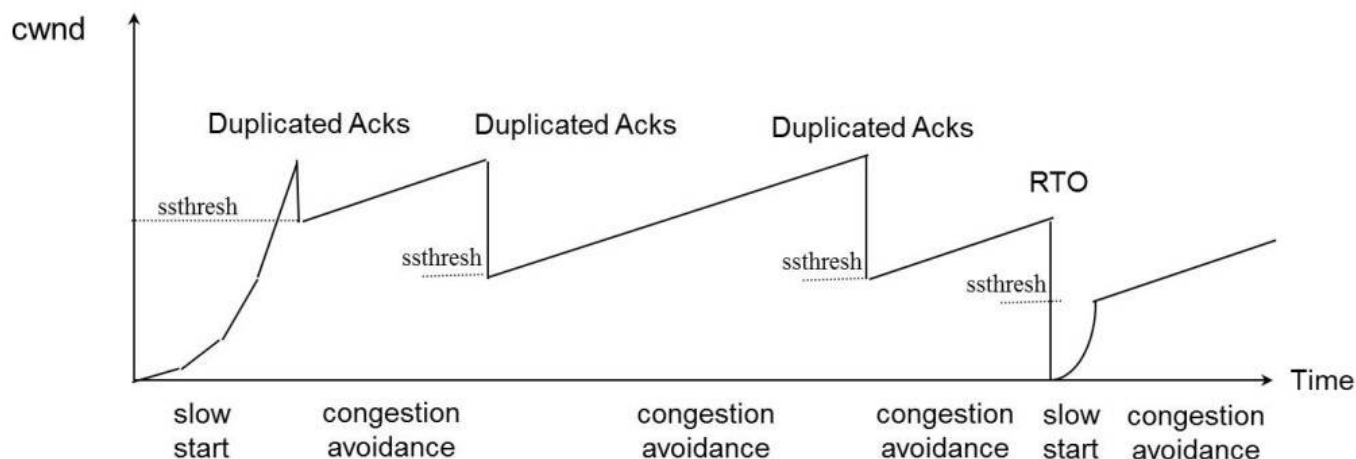 cwnd
Duplicated Acks
Duplicated Acks
Duplicated Acks
RTO
ssthresh
ssthresh
ssthresh
ssthresh
Time
slow
start
congestion
avoidance
congestion
avoidance
congestion
avoidance
slow
start
congestion
avoidance